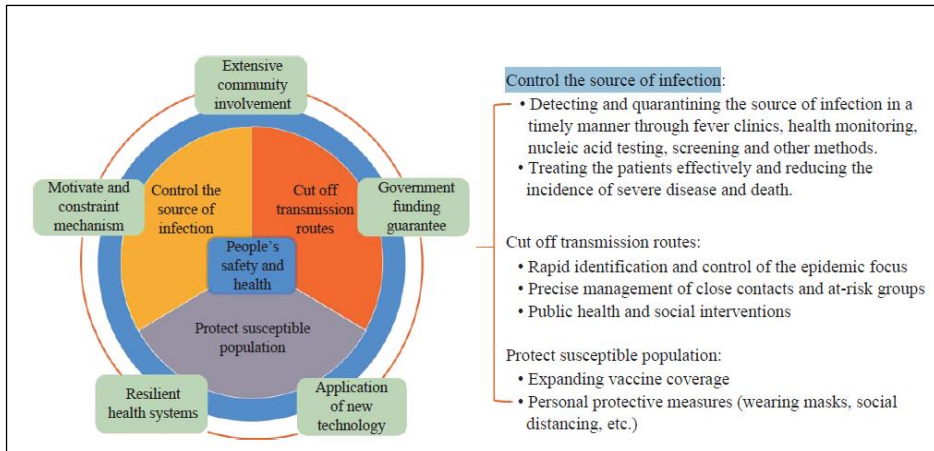 Extensive
community
involvement
Motivate and
constraint
mechanism
Control the
source of
infection
Cut off
transmission
routes
Government
funding
guarantee
People`s
safety and
health
Protect susceptible
population
Resilient
health systems
Application
of new
technology
Control the source of infection:
• Detecting and quarantining the source of infection in a
timely manner through fever clinics, health monitoring,
nucleic acid testing, screening and other methods.
• Treating the patients effectively and reducing the
incidence of severe disease and death.
Cut off transmission routes:
• Rapid identification and control of the epidemic focus
• Precise management of close contacts and at-risk groups
• Public health and social interventions
Protect susceptible population:
• Expanding vaccine coverage
• Personal protective measures (wearing masks, social
distancing, etc.)